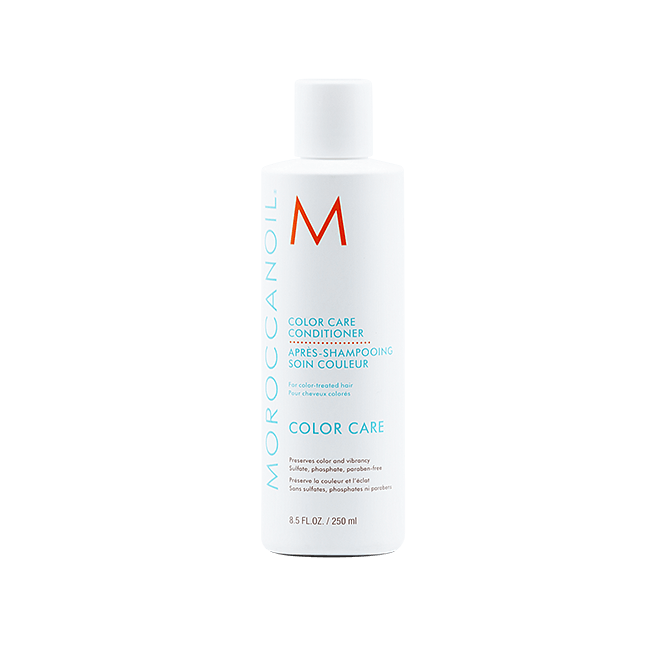 MOROCCANOIL.
M
COLOR CARE
CONDITIONER
APRÈS-SHAMPOOING
SOIN COULEUR
For color-treated hair
Pour cheveux colorés
COLOR CARE
Preserves color and vibrancy
Sulfate, phosphate, paraben-free
Préserve la couleur et l'éclat
Sans sulfates, phosphates ni parabens
8.5 FL.OZ. / 250 ml